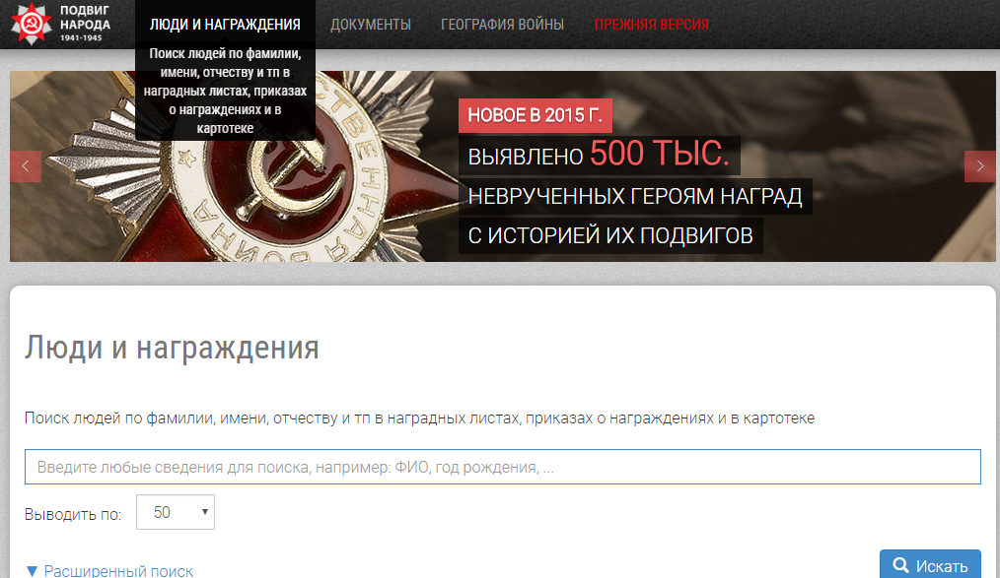 ПОДВИГ
НАРОДА
1941-1945
ЛЮДИ И НАГРАЖДЕНИЯ
ДОКУМЕНТЫ
ГЕОГРАФИЯ ВОЙНЫ
ПРЕЖНЯЯ ВЕРСИЯ
Поиск людей по фамилии,
имени, отчеству и тп в
наградных листах, приказах
о награждениях и в
картотеке
СТВЕННАЯ ВОЙНА
НОВОЕ В 2015 Г.
ВЫЯВЛЕНО 500 ТЫС.
НЕВРУЧЕННЫХ ГЕРОЯМ НАГРАД
С ИСТОРИЕЙ ИХ ПОДВИГОВ
Люди и награждения
Поиск людей по фамилии, имени, отчеству и тп в наградных листах, приказах о награждениях и в картотеке
Введите любые сведения для поиска, например: ФИО, год рождения, ...
Выводить по: 50
▼ Расширенный поиск
Искать